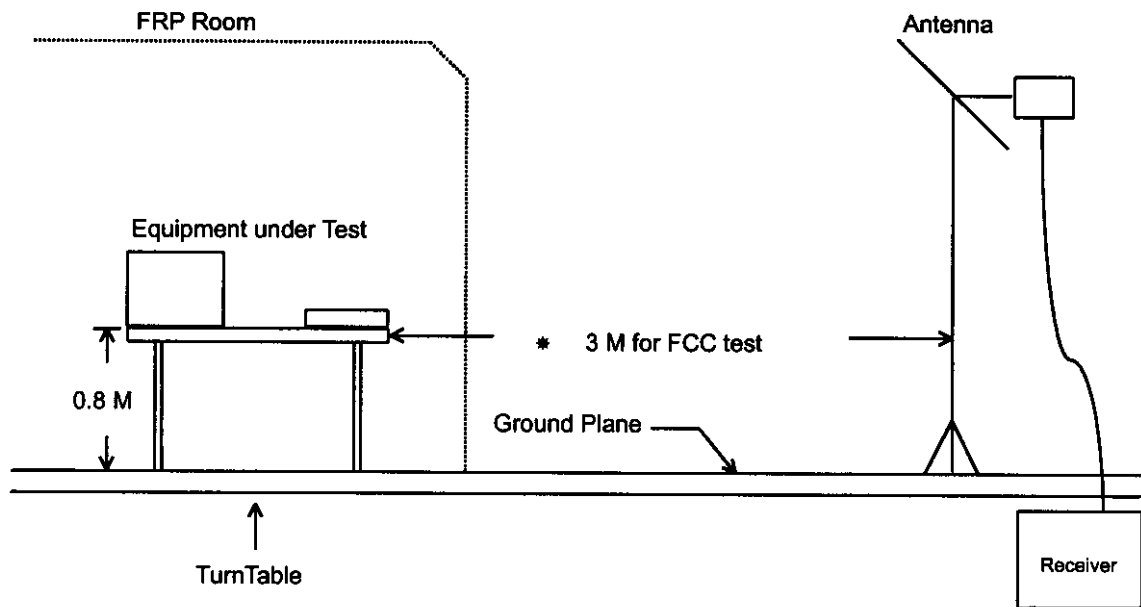 FRP Room
Antenna
Equipment under Test
* 3 M for FCC test
0.8 M
Ground Plane
TurnTable
Receiver